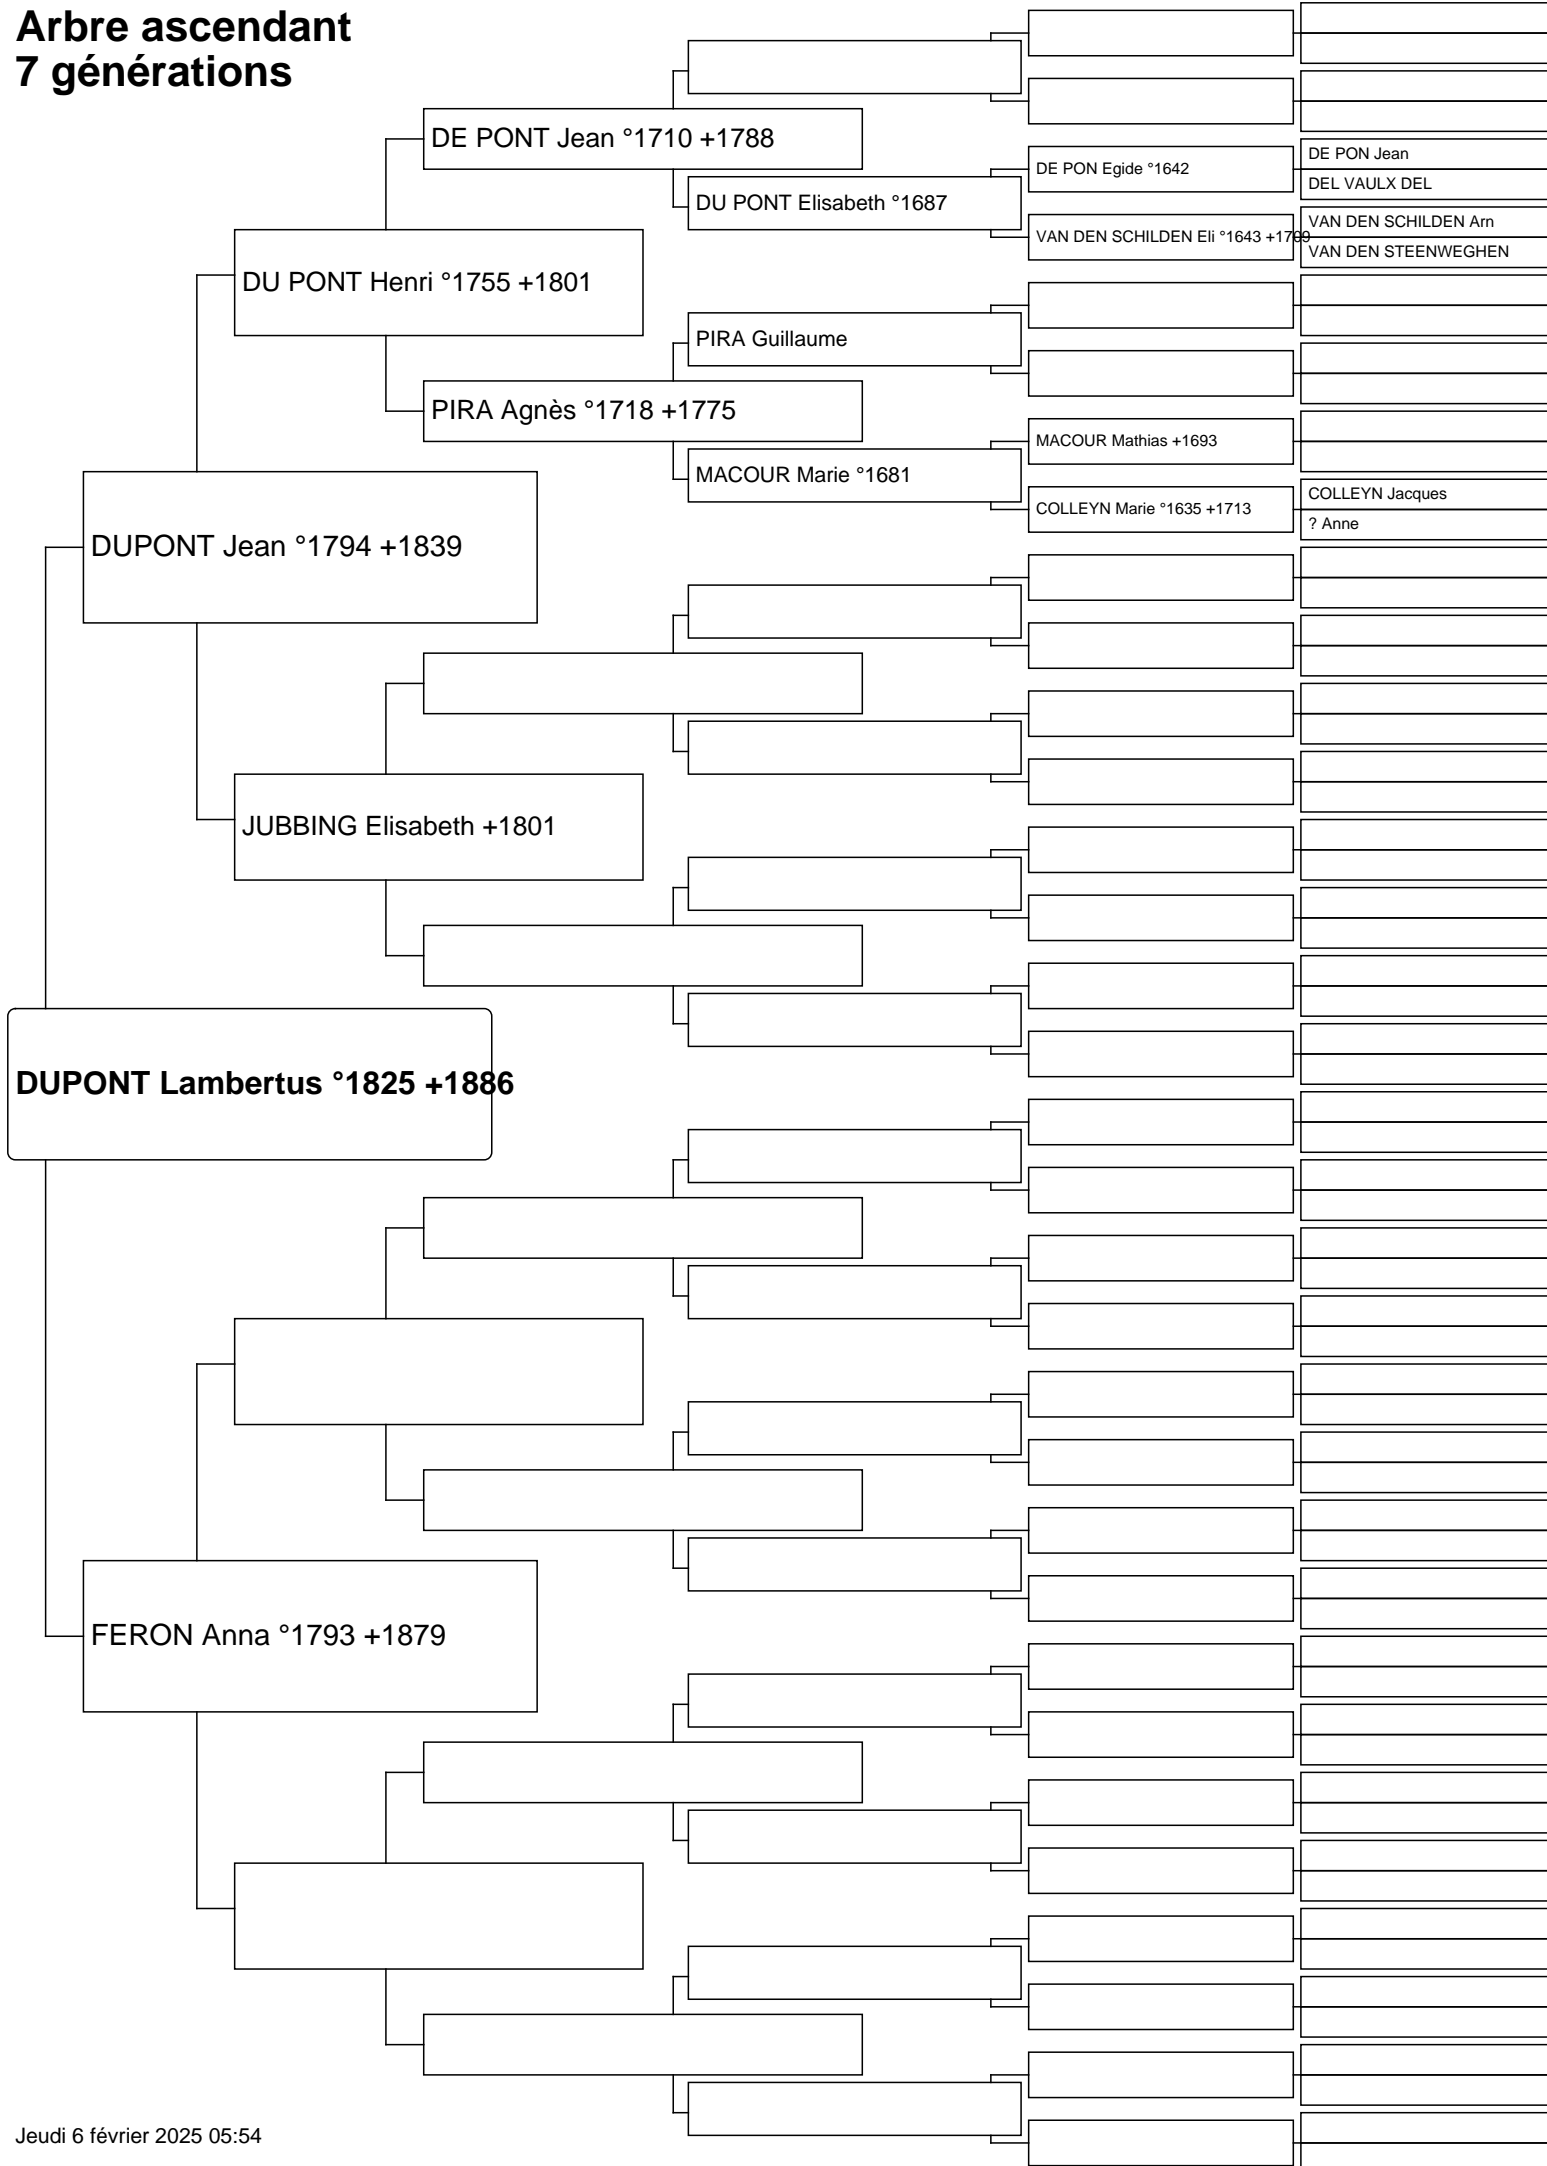 Arbre ascendant
7 générations
DE PONT Jean °1710 +1788
DE PON Egide °1642
DE PON Jean
DEL VAULX DEL
DU PONT Elisabeth °1687
VAN DEN SCHILDEN Eli °1643 +1709
VAN DEN SCHILDEN Arn
VAN DEN STEENWEGHEN
DU PONT Henri °1755 +1801
PIRA Guillaume
PIRA Agnès °1718 +1775
MACOUR Mathias +1693
MACOUR Marie °1681
COLLEYN Marie °1635 +1713
COLLEYN Jacques
? Anne
DUPONT Jean °1794 +1839
JUBBING Elisabeth +1801
DUPONT Lambertus °1825 +1886
FERON Anna °1793 +1879
Jeudi 6 février 2025 05:54